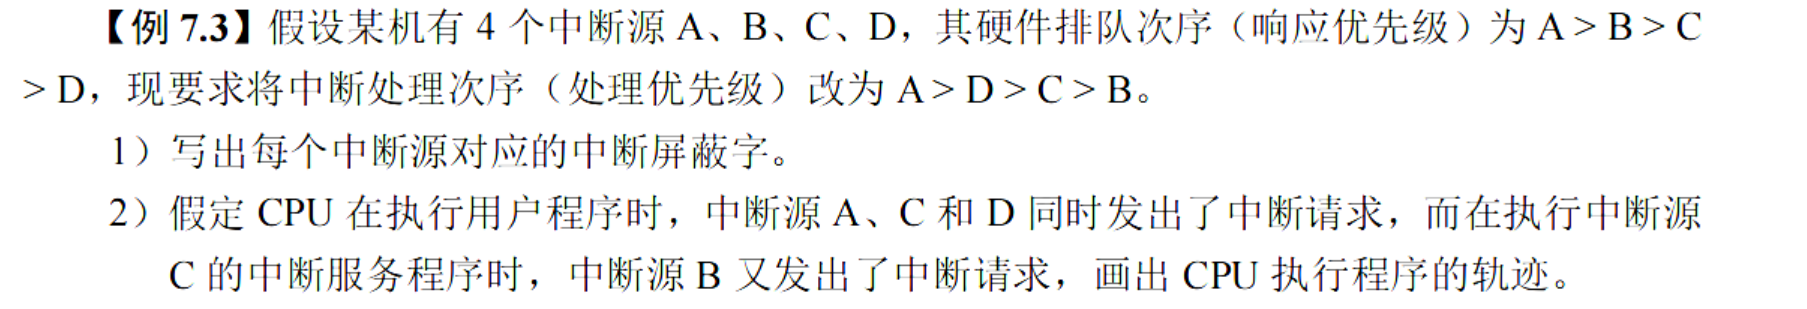 【例 7.3】假设某机有 4 个中断源 A、B、C、D，其硬件排队次序（响应优先级）为 A > B > C
> D，现要求将中断处理次序（处理优先级）改为 A > D > C > B。
1）写出每个中断源对应的中断屏蔽字。
2）假定 CPU 在执行用户程序时，中断源 A、C 和 D 同时发出了中断请求，而在执行中断源
C 的中断服务程序时，中断源 B 又发出了中断请求，画出 CPU 执行程序的轨迹。